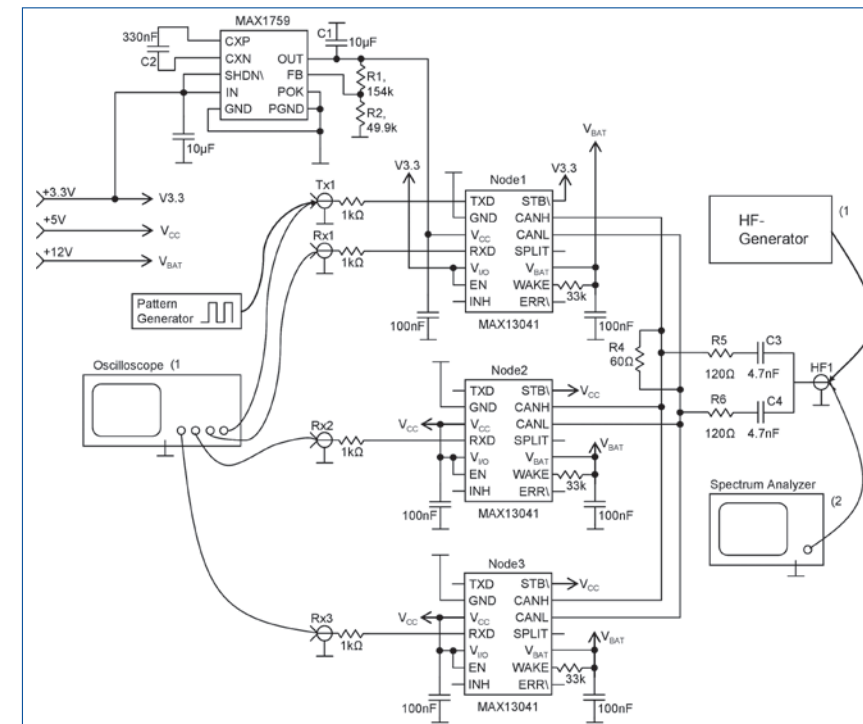 MAX1759
330nF
C2
CXP
CXN
SHDN\
IN
GND
OUT
FB
POK
PGND
C1
10µF
R1,
154k
R2,
49.9k
10µF
+3.3V
V3.3
+5V
VCC
+12V
VBAT
Pattern
Generator
Oscilloscope (1
Tx1
1kΩ
Rx1
1kΩ
V3.3
100nF
Node1
TXD
GND
VCC
RXD
VI/O
EN
INH
STB\
CANH
CANL
SPLIT
VBAT
WAKE
ERR\
MAX13041
V3.3
VBAT
33k
100nF
Rx2
1kΩ
VCC
100nF
Node2
TXD
GND
VCC
RXD
VI/O
EN
INH
STB\
CANH
CANL
SPLIT
VBAT
WAKE
ERR\
MAX13041
VCC
VBAT
33k
100nF
Rx3
1kΩ
VCC
100nF
Node3
TXD
GND
VCC
RXD
VI/O
EN
INH
STB\
CANH
CANL
SPLIT
VBAT
WAKE
ERR\
MAX13041
VCC
VBAT
33k
100nF
R4
60Ω
R5
120Ω
C3
4.7nF
R6
120Ω
C4
4.7nF
HF1
HF-
Generator
(1
Spectrum Analyzer
(2